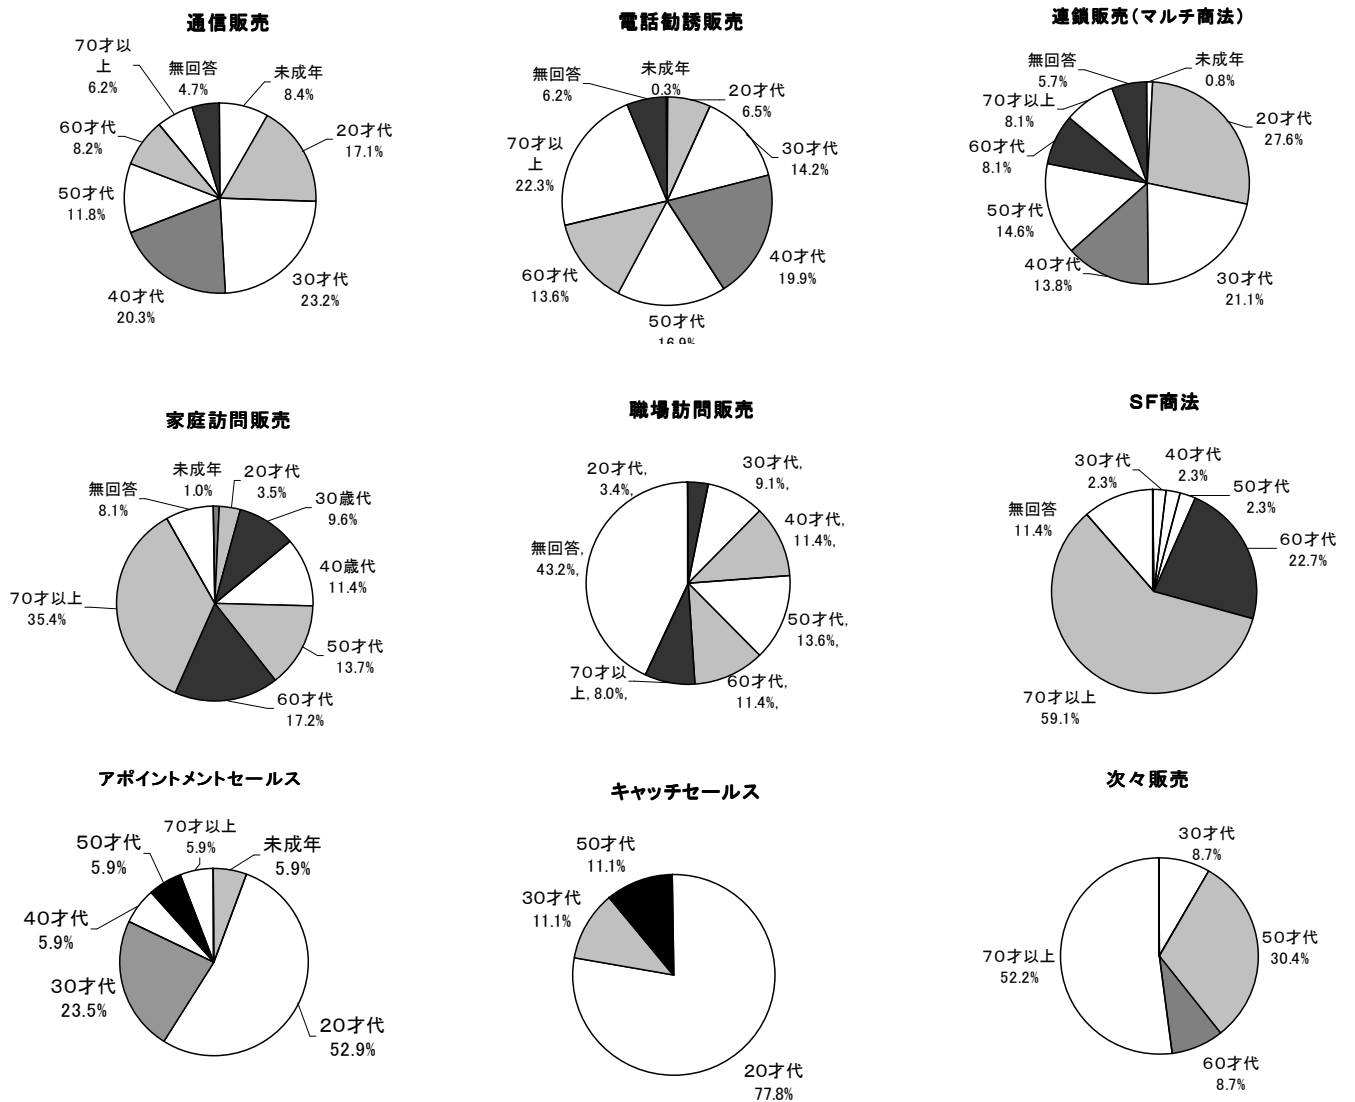 通信販売
70才以
上
6.2%
無回答
4.7%
未成年
8.4%
20才代
17.1%
30才代
23.2%
40才代
20.3%
50才代
11.8%
60才代
8.2%
電話勧誘販売
無回答
6.2%
未成年
0.3%
20才代
6.5%
30才代
14.2%
40才代
19.9%
50才代
16.9%
60才代
13.6%
70才以
上
22.3%
連鎖販売(マルチ商法)
無回答
5.7%
未成年
0.8%
20才代
27.6%
30才代
21.1%
40才代
13.8%
50才代
14.6%
60才代
8.1%
70才以上
8.1%
家庭訪問販売
無回答
8.1%
未成年
1.0%
20才代
3.5%
30歳代
9.6%
40歳代
11.4%
50才代
13.7%
60才代
17.2%
70才以上
35.4%
職場訪問販売
20才代,
3.4%,
30才代,
9.1%,
40才代,
11.4%,
50才代,
13.6%,
60才代,
11.4%,
70才以
上, 8.0%,
無回答,
43.2%,
SF商法
30才代
2.3%
40才代
2.3%
50才代
2.3%
60才代
22.7%
70才以上
59.1%
無回答
11.4%
アポイントメントセールス
50才代
5.9%
70才以上
5.9%
未成年
5.9%
40才代
5.9%
30才代
23.5%
20才代
52.9%
キャッチセールス
50才代
11.1%
30才代
11.1%
20才代
77.8%
次々販売
30才代
8.7%
50才代
30.4%
60才代
8.7%
70才以上
52.2%